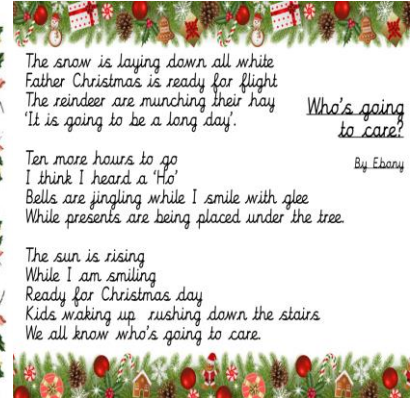 Who's going
to care?
By Ebony
The snow is laying down all white
Father Christmas is ready for flight
The reindeer are munching their hay
'It is going to be a long day'.
Ten more hours to go
I think I heard a 'Ho'
Bells are jingling while I smile with glee
While presents are being placed under the tree.
The sun is rising
While I am smiling
Ready for Christmas day
Kids waking up rushing down the stairs
We all know who's going to care.